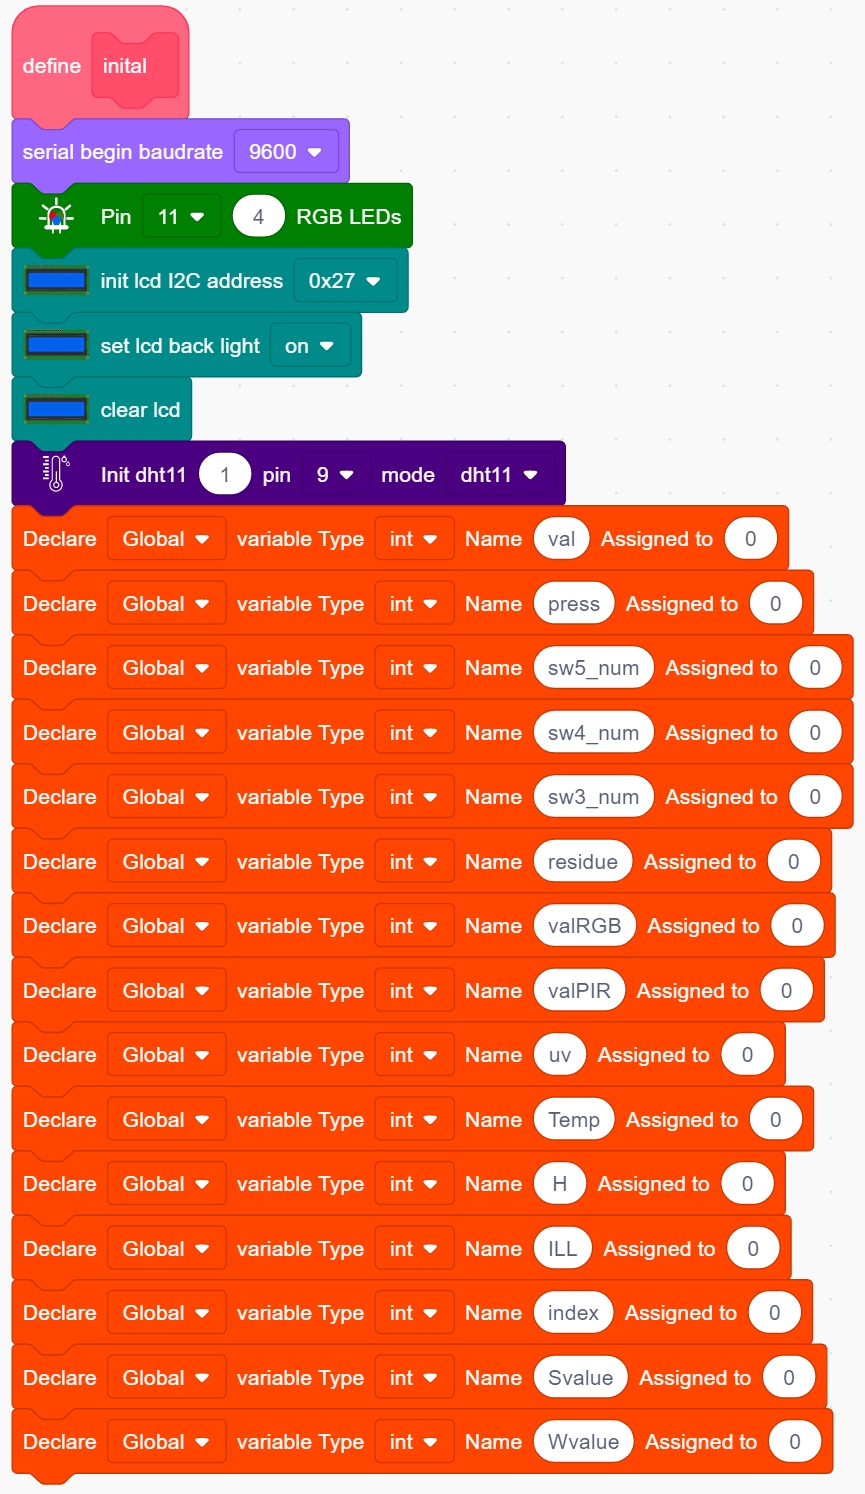 define inital
serial begin baudrate 9600
Pin 11 4 RGB LEDs
init lcd I2C address 0x27
set lcd back light on
clear lcd
Init dht11 1 pin 9 mode dht11
Declare Global variable Type int Name val Assigned to 0
Declare Global variable Type int Name press Assigned to 0
Declare Global variable Type int Name sw5_num Assigned to 0
Declare Global variable Type int Name sw4_num Assigned to 0
Declare Global variable Type int Name sw3_num Assigned to 0
Declare Global variable Type int Name residue Assigned to 0
Declare Global variable Type int Name valRGB Assigned to 0
Declare Global variable Type int Name valPIR Assigned to 0
Declare Global variable Type int Name uv Assigned to 0
Declare Global variable Type int Name Temp Assigned to 0
Declare Global variable Type int Name H Assigned to 0
Declare Global variable Type int Name ILL Assigned to 0
Declare Global variable Type int Name index Assigned to 0
Declare Global variable Type int Name Svalue Assigned to 0
Declare Global variable Type int Name Wvalue Assigned to 0